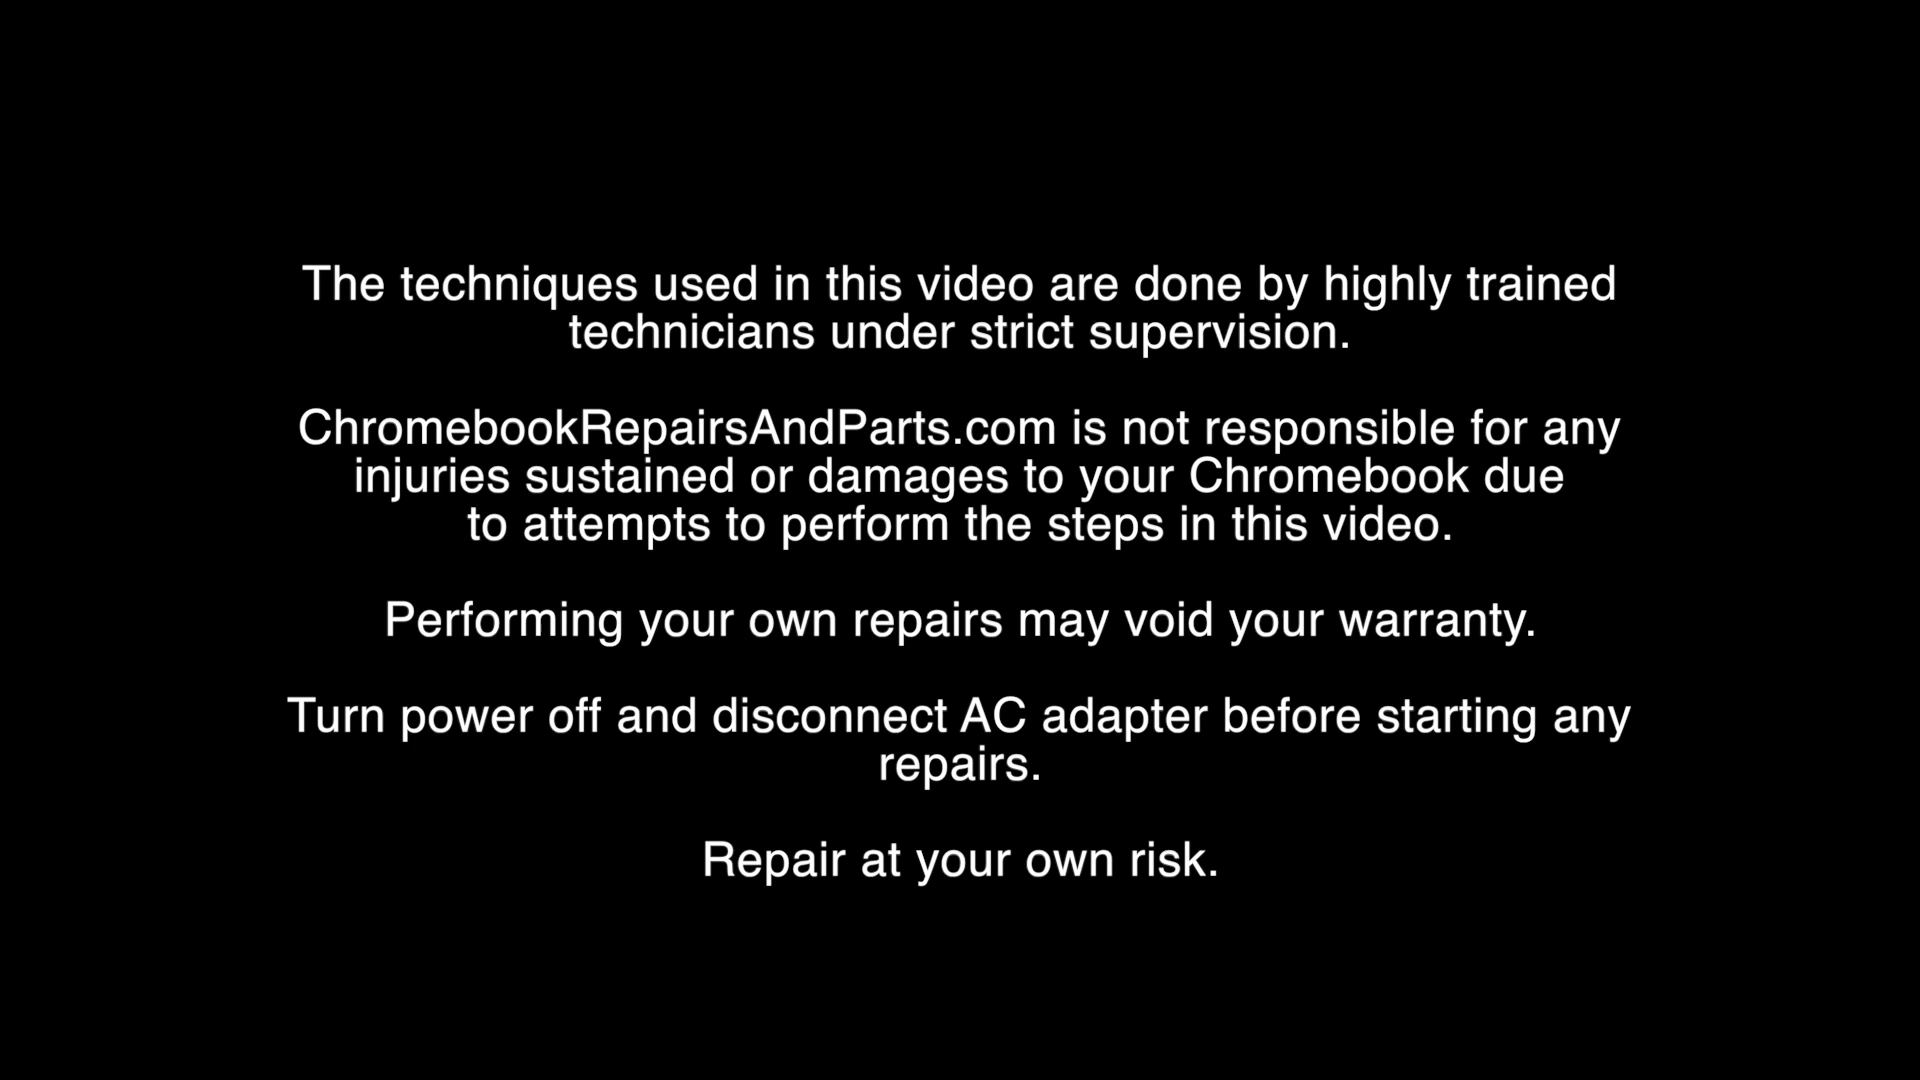 The techniques used in this video are done by highly trained
technicians under strict supervision.
ChromebookRepairsAndParts.com is not responsible for any
injuries sustained or damages to your Chromebook due
to attempts to perform the steps in this video.
Performing your own repairs may void your warranty.
Turn power off and disconnect AC adapter before starting any
repairs.
Repair at your own risk.